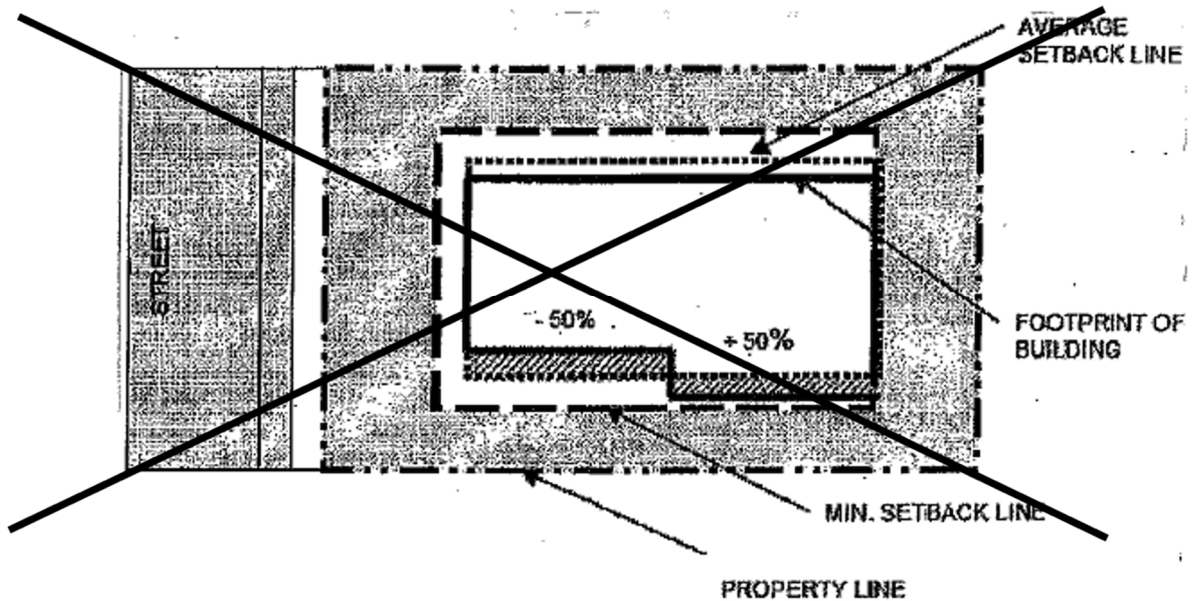 AVERAGE
SETBACK LINE
STREET
- 50%
+ 50%
FOOTPRINT OF
BUILDING
MIN. SETBACK LINE
PROPERTY LINE